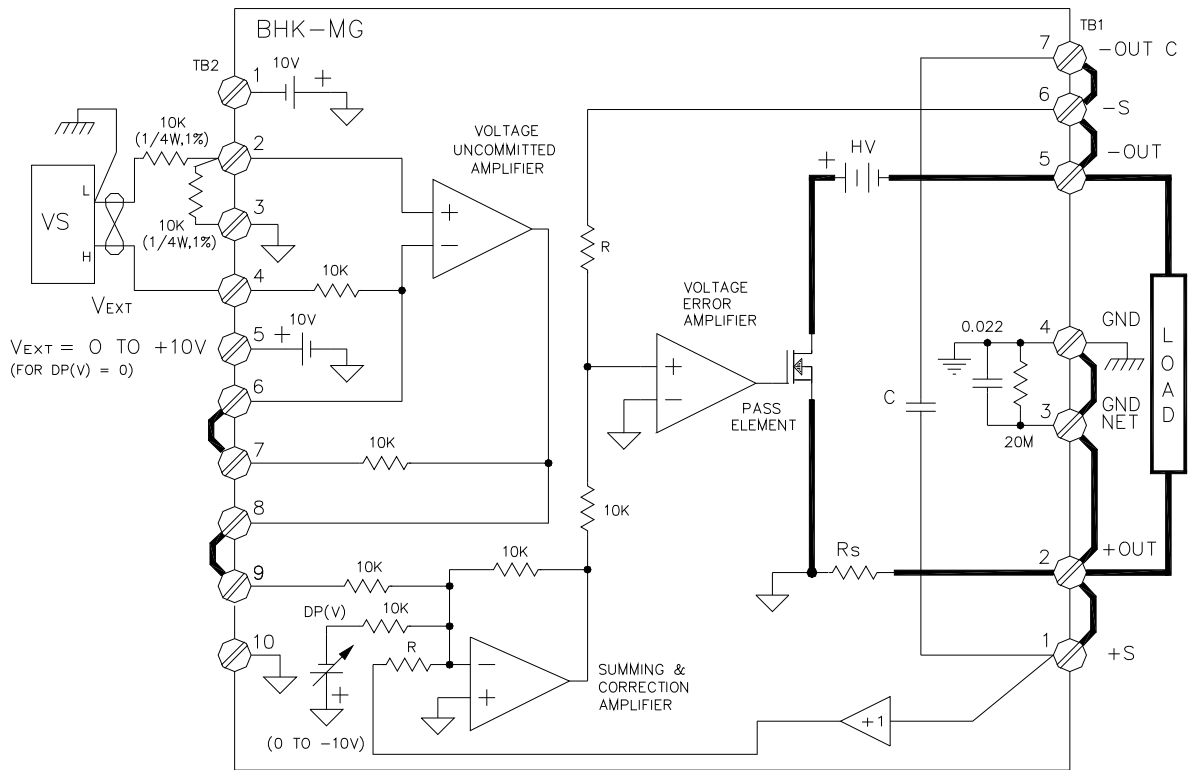 BHK-MG
TB1
7
-OUT C
6
-S
5
-OUT
4
GND
3
GND
NET
2
+OUT
1
+S
TB2
1
10V
+
2
3
4
5
+
10V
6
7
8
9
10
10K
(1/4W,1%)
10K
(1/4W,1%)
VS
L
H
VEXT
VEXT = 0 TO +10V
(FOR DP(V) = 0)
VOLTAGE
UNCOMMITTED
AMPLIFIER
+
−
10K
10K
R
10K
VOLTAGE
ERROR
AMPLIFIER
+
−
PASS
ELEMENT
+
HV
C
0.022
20M
LOAD
Rs
10K
10K
DP(V)
10K
R
+
(0 TO -10V)
−
+
SUMMING &
CORRECTION
AMPLIFIER
+1